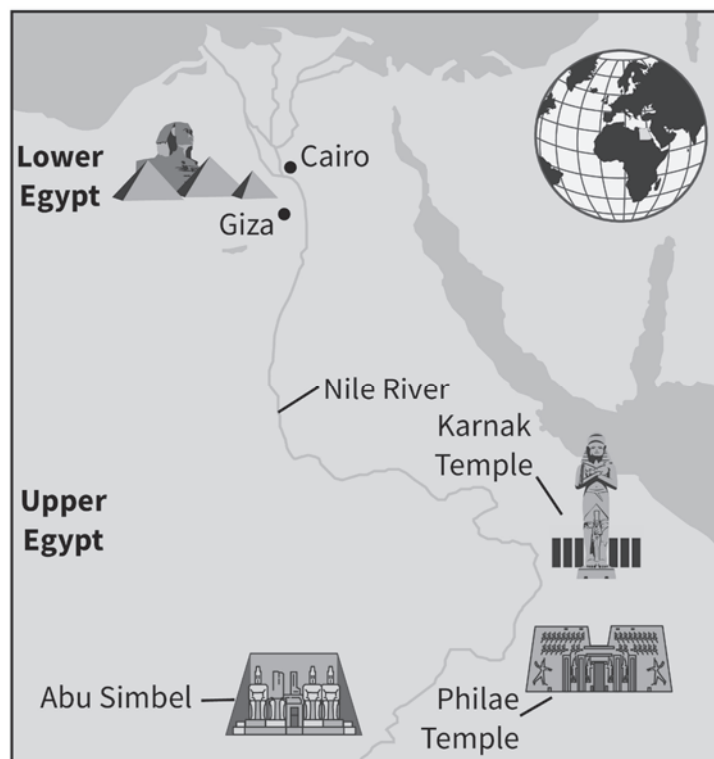 Lower
Egypt
Cairo
Giza
Nile River
Karnak
Temple
Upper
Egypt
Abu Simbel
Philae
Temple